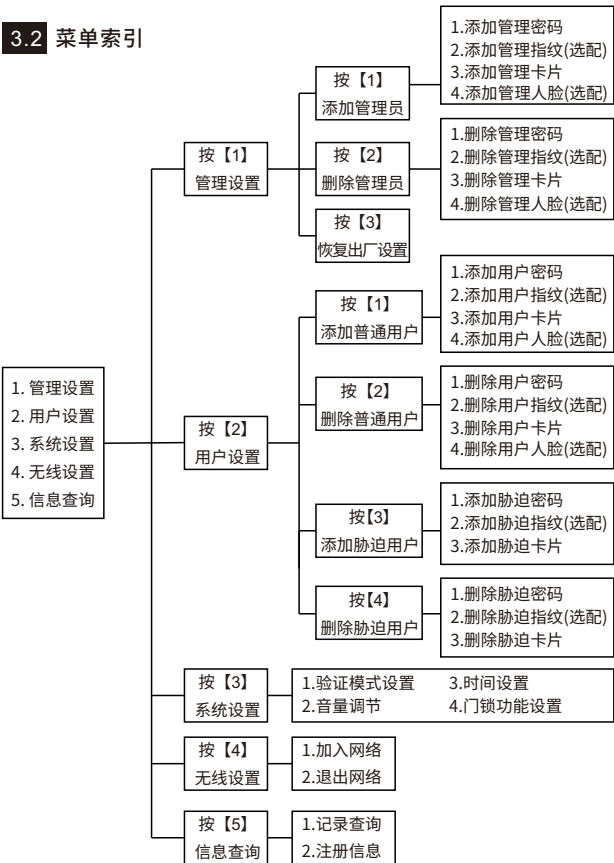 3.2 菜单索引
1. 管理设置
2. 用户设置
3. 系统设置
4. 无线设置
5. 信息查询
按【1】
管理设置
按【1】
添加管理员
1.添加管理密码
2.添加管理指纹(选配)
3.添加管理卡片
4.添加管理人脸(选配)
按【2】
删除管理员
1.删除管理密码
2.删除管理指纹(选配)
3.删除管理卡片
4.删除管理人脸(选配)
按【3】
恢复出厂设置
按【2】
用户设置
按【1】
添加普通用户
1.添加用户密码
2.添加用户指纹(选配)
3.添加用户卡片
4.添加用户人脸(选配)
按【2】
删除普通用户
1.删除用户密码
2.删除用户指纹(选配)
3.删除用户卡片
4.删除用户人脸(选配)
按【3】
添加胁迫用户
1.添加胁迫密码
2.添加胁迫指纹(选配)
3.添加胁迫卡片
按【4】
删除胁迫用户
1.删除胁迫密码
2.删除胁迫指纹(选配)
3.删除胁迫卡片
按【3】
系统设置
1.验证模式设置 3.时间设置
2.音量调节 4.门锁功能设置
按【4】
无线设置
1.加入网络
2.退出网络
按【5】
信息查询
1.记录查询
2.注册信息